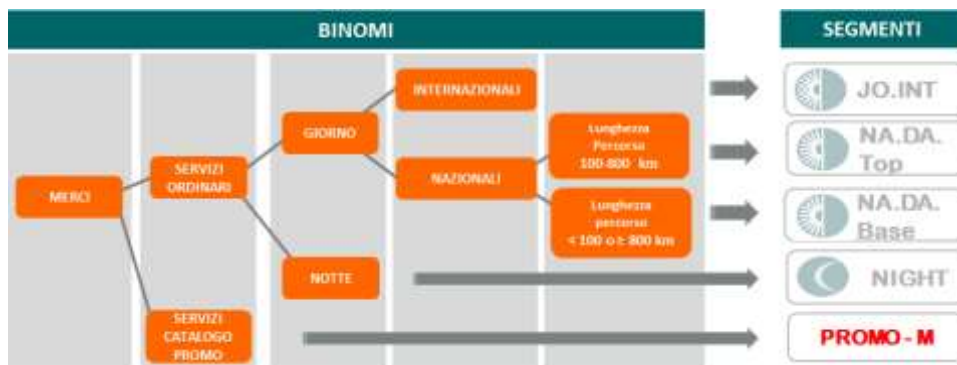 BINOMI
SEGMENTI
INTERNAZIONALI
JO.INT
GIORNO
Lunghezza
Percorso
100-800 km
NA.DA.
Top
SERVIZI
ORDINARI
NAZIONALI
MERCI
Lunghezza
percorso
< 100 o ≥ 800 km
NA.DA.
Base
NOTTE
NIGHT
SERVIZI
CATALOGO
PROMO
PROMO - M